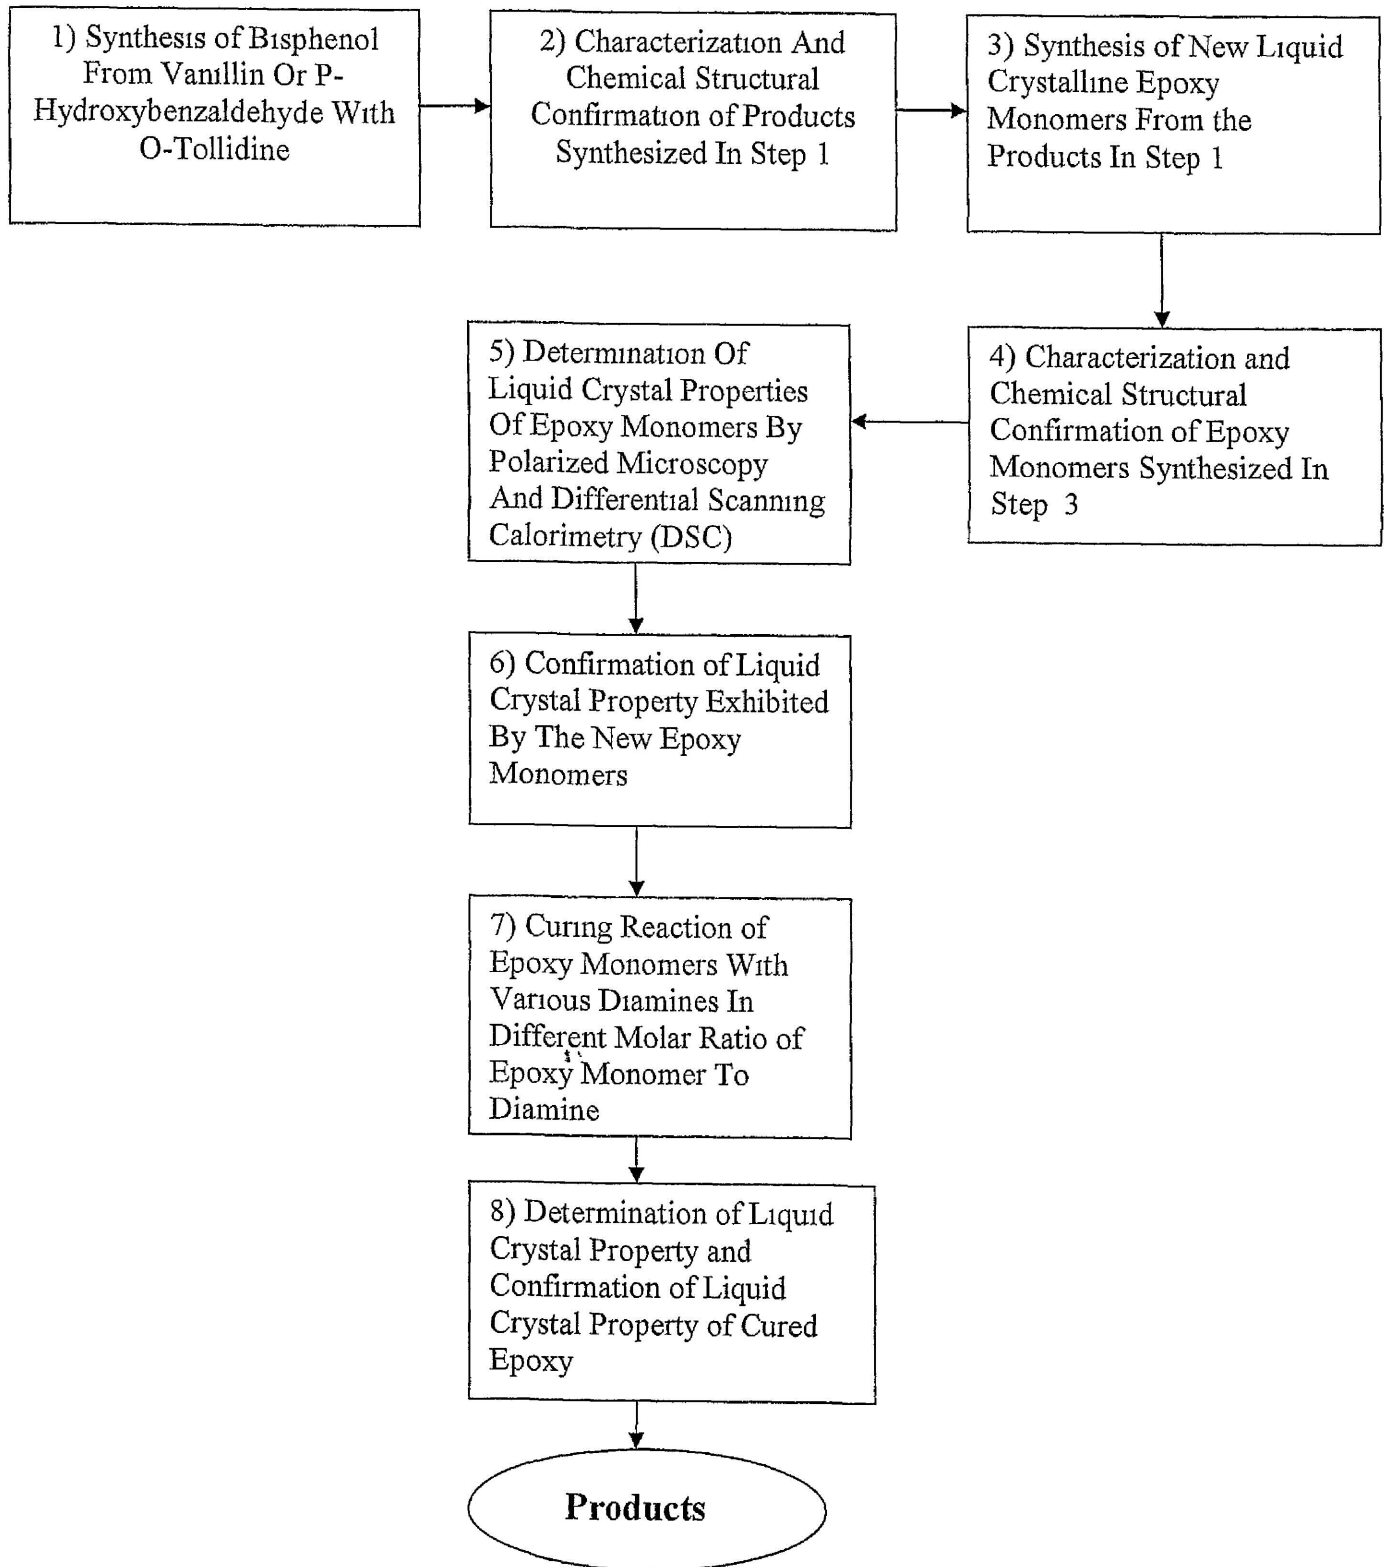 1) Synthesis of Bisphenol
From Vanillin Or P-
Hydroxybenzaldehyde With
O-Tollidine
2) Characterization And
Chemical Structural
Confirmation of Products
Synthesized In Step 1
3) Synthesis of New Liquid
Crystalline Epoxy
Monomers From the
Products In Step 1
4) Characterization and
Chemical Structural
Confirmation of Epoxy
Monomers Synthesized In
Step 3
5) Determination Of
Liquid Crystal Properties
Of Epoxy Monomers By
Polarized Microscopy
And Differential Scanning
Calorimetry (DSC)
6) Confirmation of Liquid
Crystal Property Exhibited
By The New Epoxy
Monomers
7) Curing Reaction of
Epoxy Monomers With
Various Diamines In
Different Molar Ratio of
Epoxy Monomer To
Diamine
8) Determination of Liquid
Crystal Property and
Confirmation of Liquid
Crystal Property of Cured
Epoxy
Products